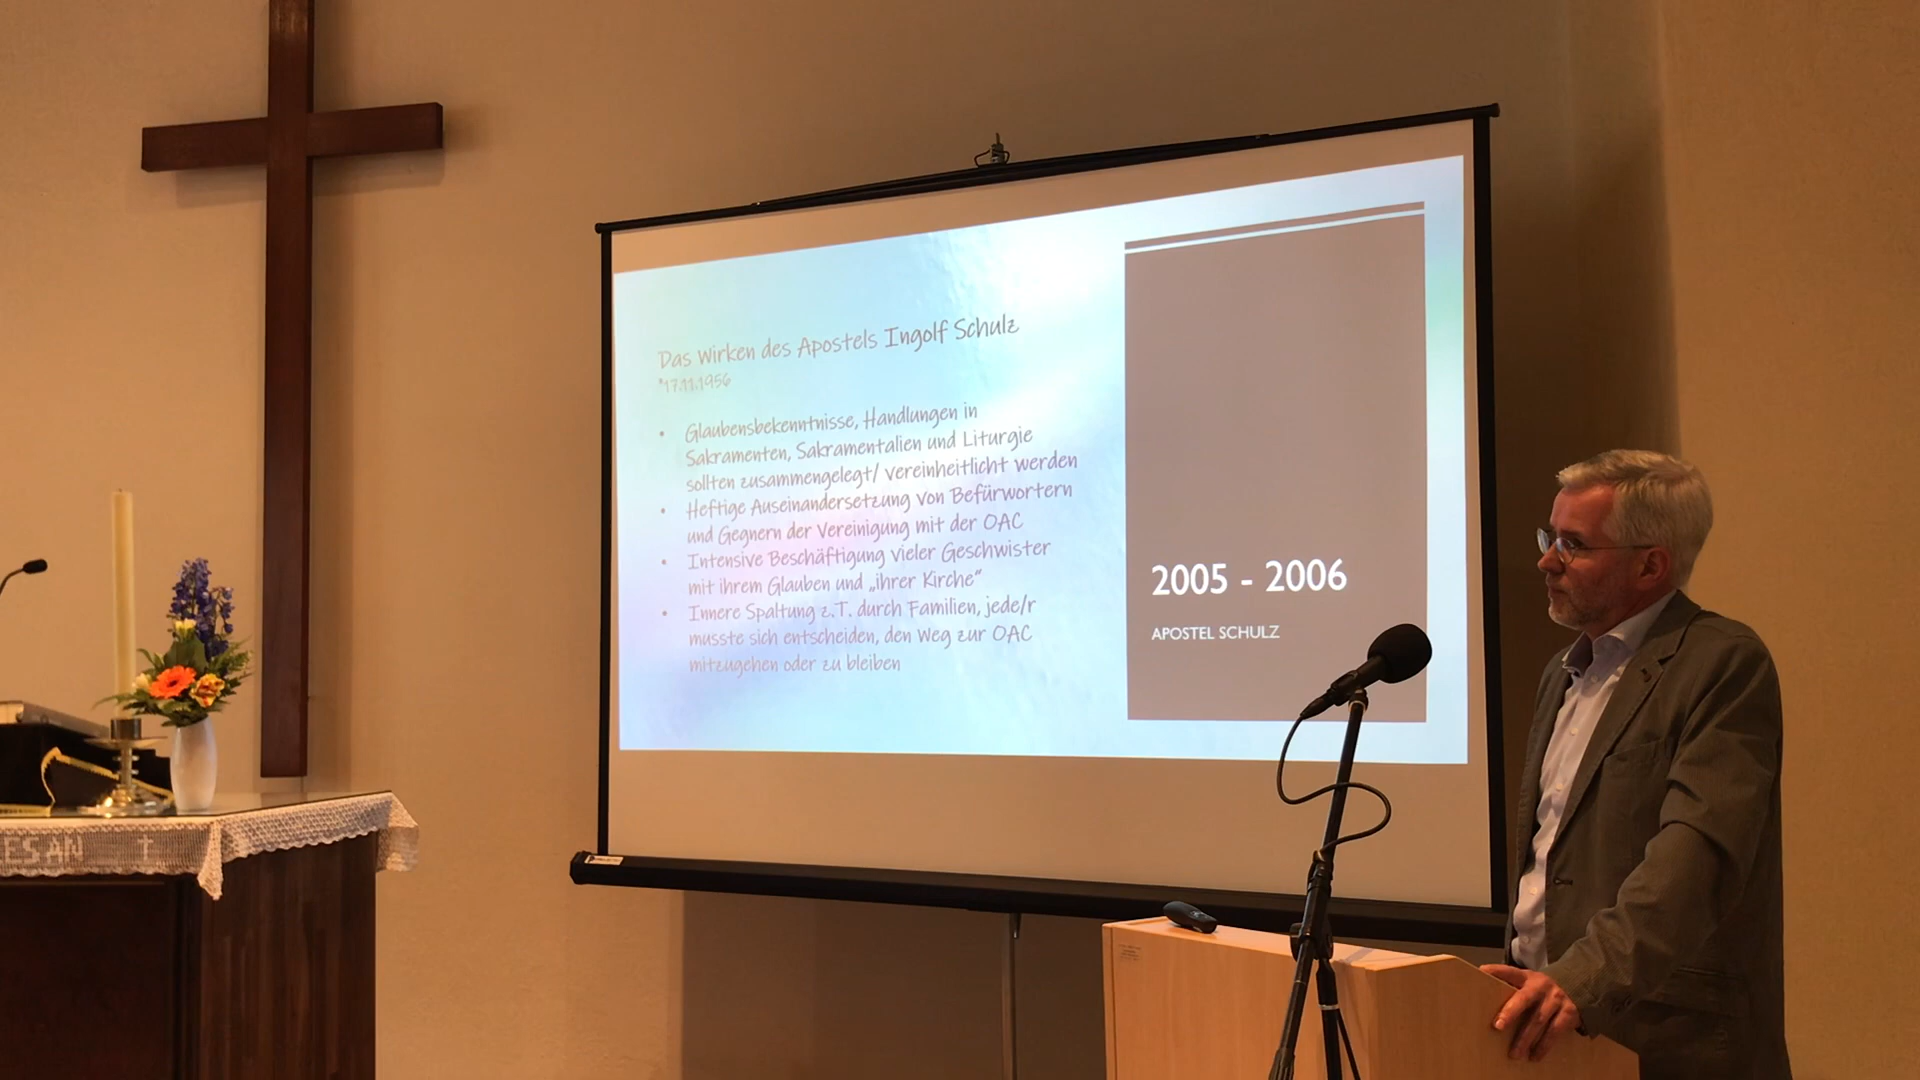 Das Wirken des Apostels Ingolf Schulz
*17.11.1956
• Glaubensbekenntnisse, Handlungen in
Sakramenten, Sakramentalien und Liturgie
sollten zusammengelegt/ vereinheitlicht werden
• Heftige Auseinandersetzung von Befürwortern
und Gegnern der Vereinigung mit der OAC
• Intensive Beschäftigung vieler Geschwister
mit ihrem Glauben und „ihrer Kirche“
• Innere Spaltung z.T. durch Familien, jede/r
musste sich entscheiden, den Weg zur OAC
mitzugehen oder zu bleiben
2005 - 2006
APOSTEL SCHULZ
ESAN